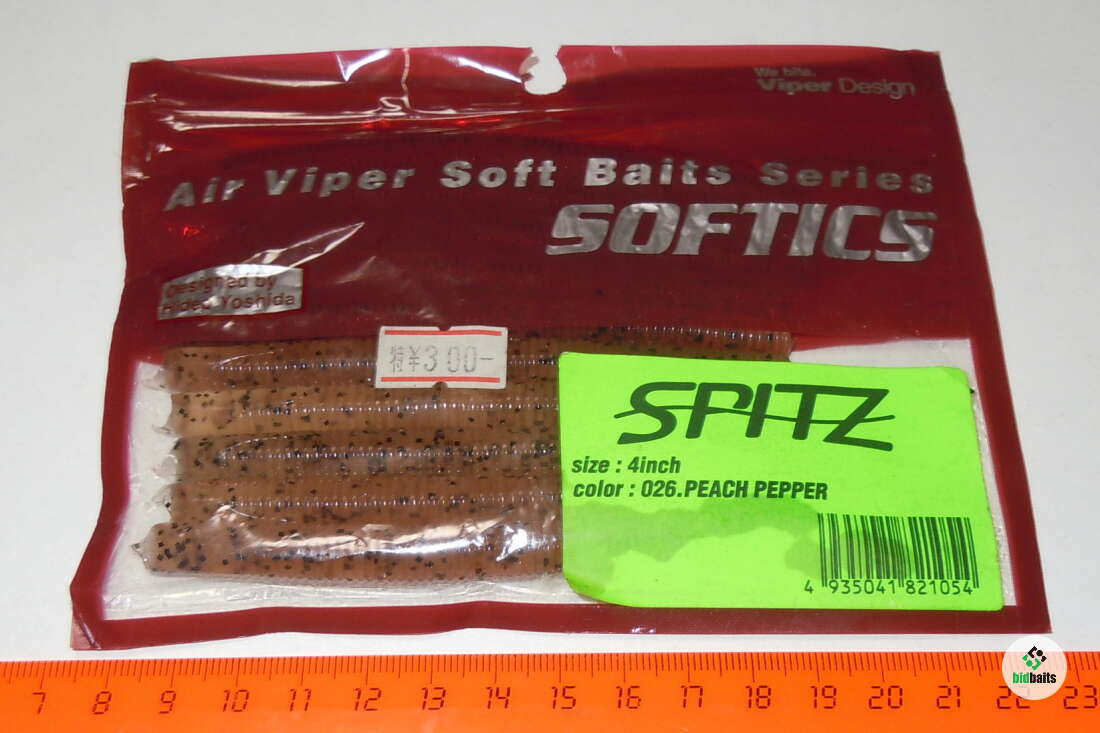 We bite.
Viper Design
Air Viper Soft Baits Series
SOFTICS
Designed by
Hideo Yoshida
特¥300-
SPITZ
size : 4inch
color : 026.PEACH PEPPER
4 935041 821054
bidbaits
7 8 9 10 11 12 13 14 15 16 17 18 19 20 21 22 23